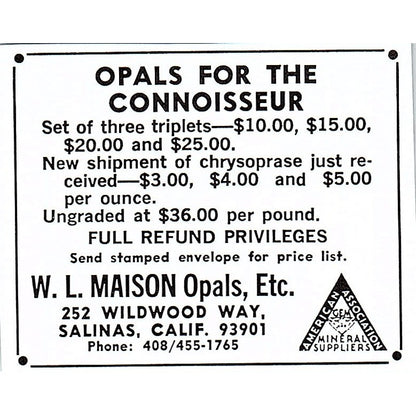 OPALS FOR THE
CONNOISSEUR
Set of three triplets—$10.00, $15.00,
$20.00 and $25.00.
New shipment of chrysoprase just re-
ceived—$3.00, $4.00 and $5.00
per ounce.
Ungraded at $36.00 per pound.
FULL REFUND PRIVILEGES
Send stamped envelope for price list.
W. L. MAISON Opals, Etc.
252 WILDWOOD WAY,
SALINAS, CALIF. 93901
Phone: 408/455-1765
AMERICAN ASSOCIATION
GEM
MINERAL
SUPPLIERS